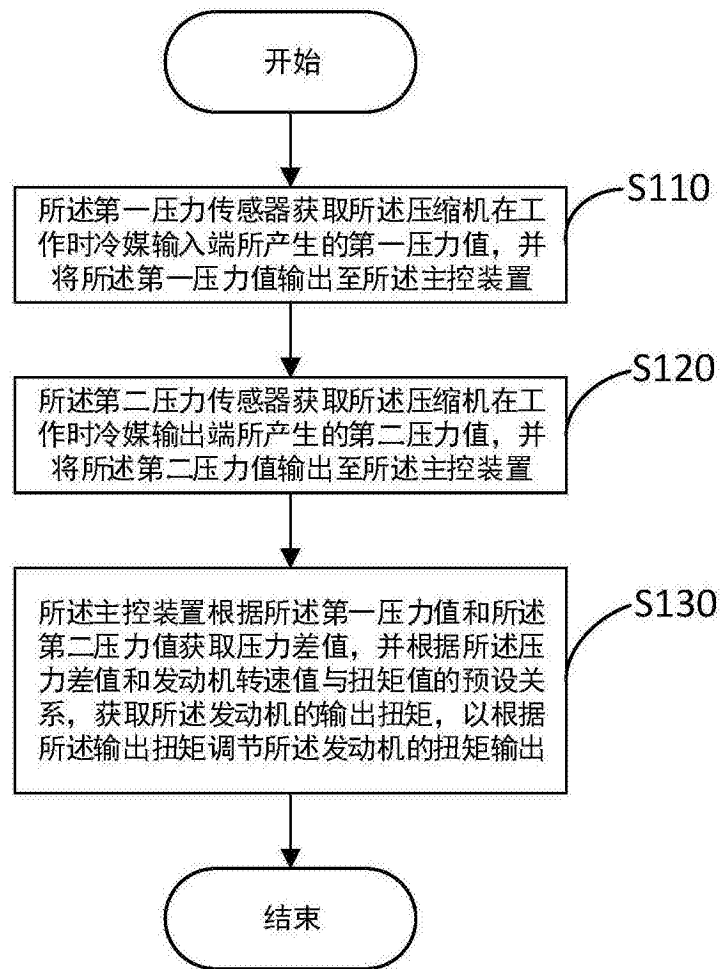 开始
S110
所述第一压力传感器获取所述压缩机在工
作时冷媒输入端所产生的第一压力值，并
将所述第一压力值输出至所述主控装置
S120
所述第二压力传感器获取所述压缩机在工
作时冷媒输出端所产生的第二压力值，并
将所述第二压力值输出至所述主控装置
S130
所述主控装置根据所述第一压力值和所述
第二压力值获取压力差值，并根据所述压
力差值和发动机转速值与扭矩值的预设关
系，获取所述发动机的输出扭矩，以根据
所述输出扭矩调节所述发动机的扭矩输出
结束